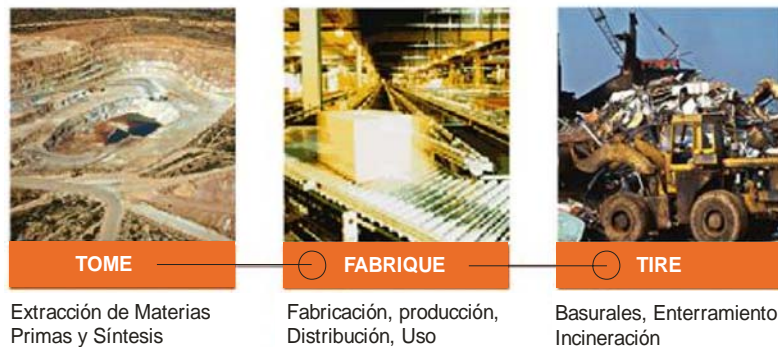 TOME
FABRIQUE
TIRE
Extracción de Materias
Primas y Síntesis
Fabricación, producción,
Distribución, Uso
Basurales, Enterramiento
Incineración